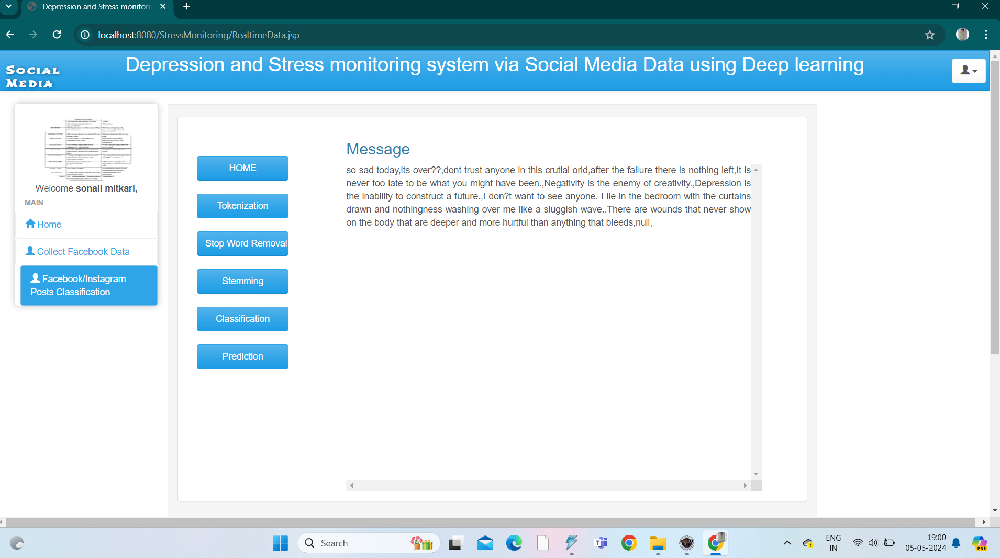 Depression and Stress monitori
localhost:8080/StressMonitoring/RealtimeData.jsp
SOCIAL
MEDIA
Depression and Stress monitoring system via Social Media Data using Deep learning
Welcome sonali mitkari,
MAIN
Home
Collect Facebook Data
Facebook/Instagram
Posts Classification
HOME
Tokenization
Stop Word Removal
Stemming
Classification
Prediction
Message
so sad today,its over??,dont trust anyone in this crutial orld,after the failure there is nothing left,It is
never too late to be what you might have been.,Negativity is the enemy of creativity.,Depression is
the inability to construct a future.,I don?t want to see anyone. I lie in the bedroom with the curtains
drawn and nothingness washing over me like a sluggish wave.,There are wounds that never show
on the body that are deeper and more hurtful than anything that bleeds,null,
Search
ENG
IN
19:00
05-05-2024
PRE